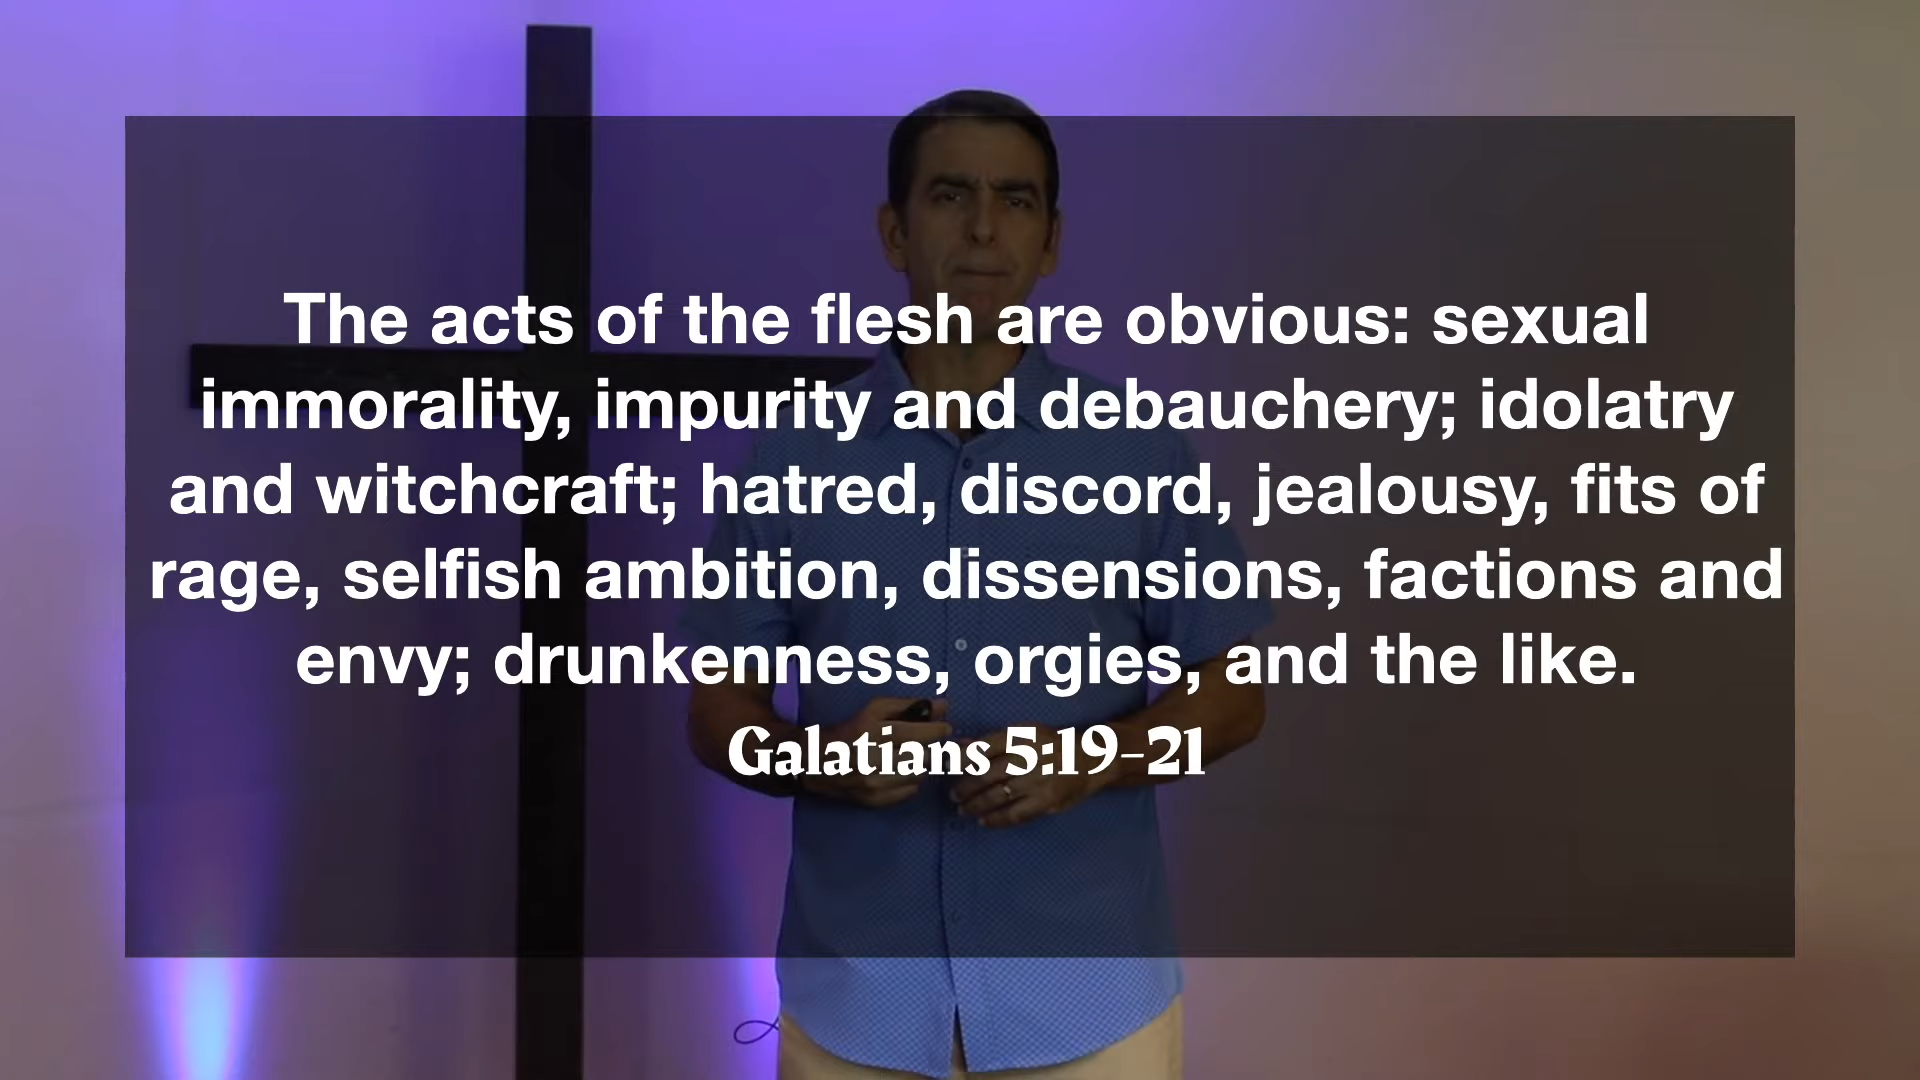 The acts of the flesh are obvious: sexual
immorality, impurity and debauchery; idolatry
and witchcraft; hatred, discord, jealousy, fits of
rage, selfish ambition, dissensions, factions and
envy; drunkenness, orgies, and the like.
Galatians 5:19-21